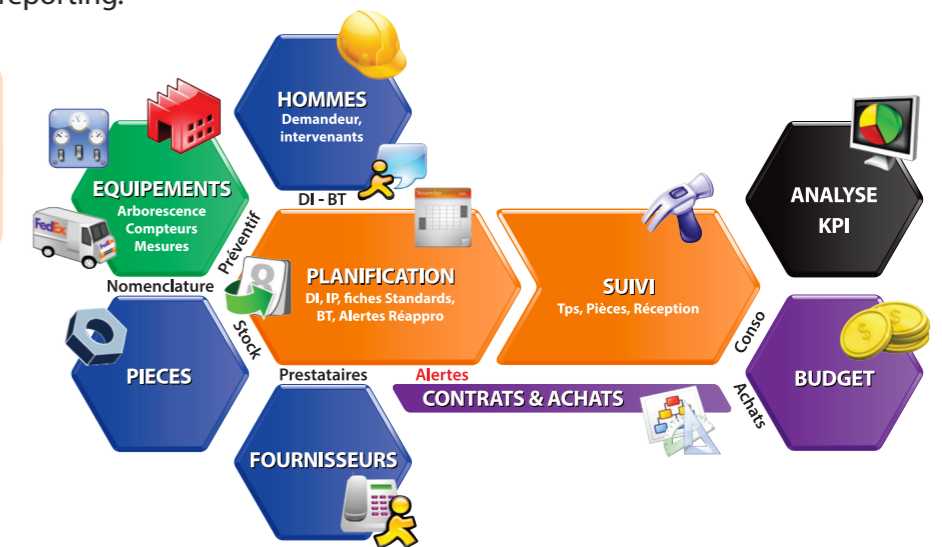 reporting.
HOMMES
Demandeur,
intervenants
DI - BT
EQUIPEMENTS
Arborescence
Compteurs
Mesures
FedEx
Nomenclature
Préventif
Stock
8
PLANIFICATION
DI, IP, fiches Standards,
BT, Alertes Réappro
SUIVI
Tps, Pièces, Réception
ANALYSE
KPI
PIECES
Prestataires
Alertes
CONTRATS & ACHATS
Conso
Achats
BUDGET
FOURNISSEURS